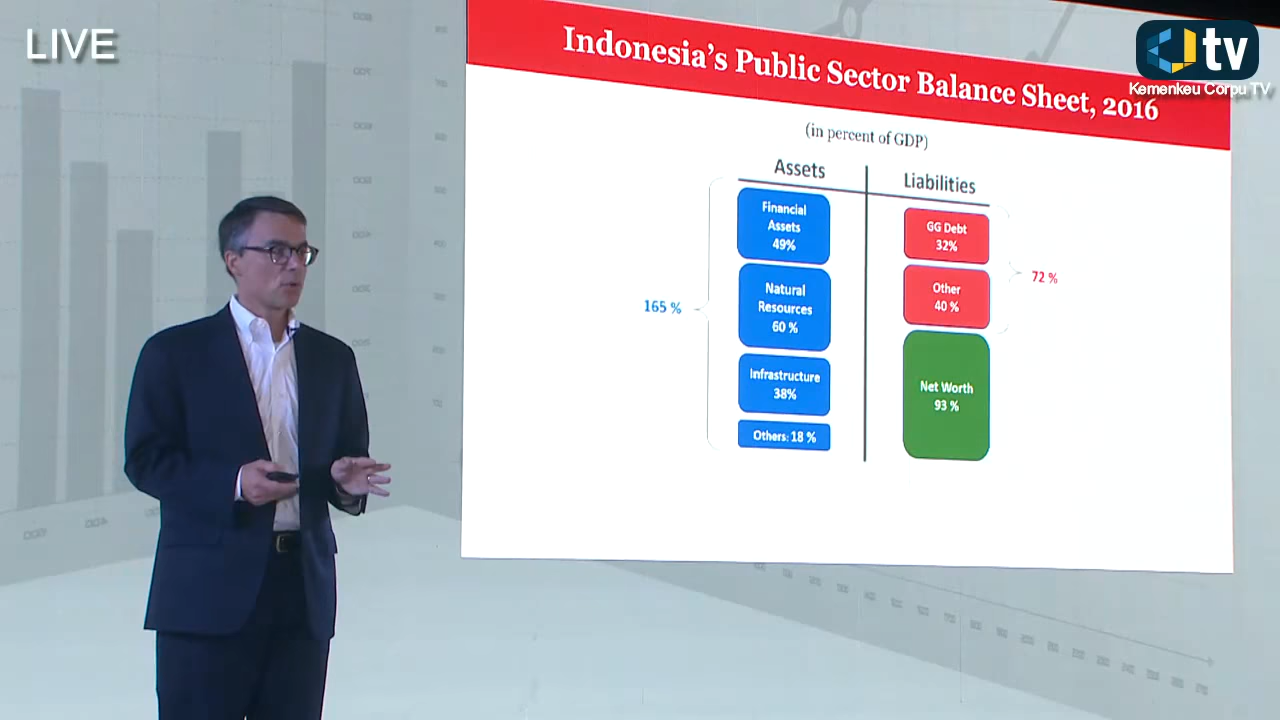 LIVE
tv
Kemenkeu Corpu TV
Indonesia's Public Sector Balance Sheet, 2016
(in percent of GDP)
Assets
Liabilities
Financial
Assets
49%
GG Debt
32%
Natural
Resources
60 %
Other
40 %
165 %
72 %
Infrastructure
38%
Net Worth
93 %
Others: 18 %